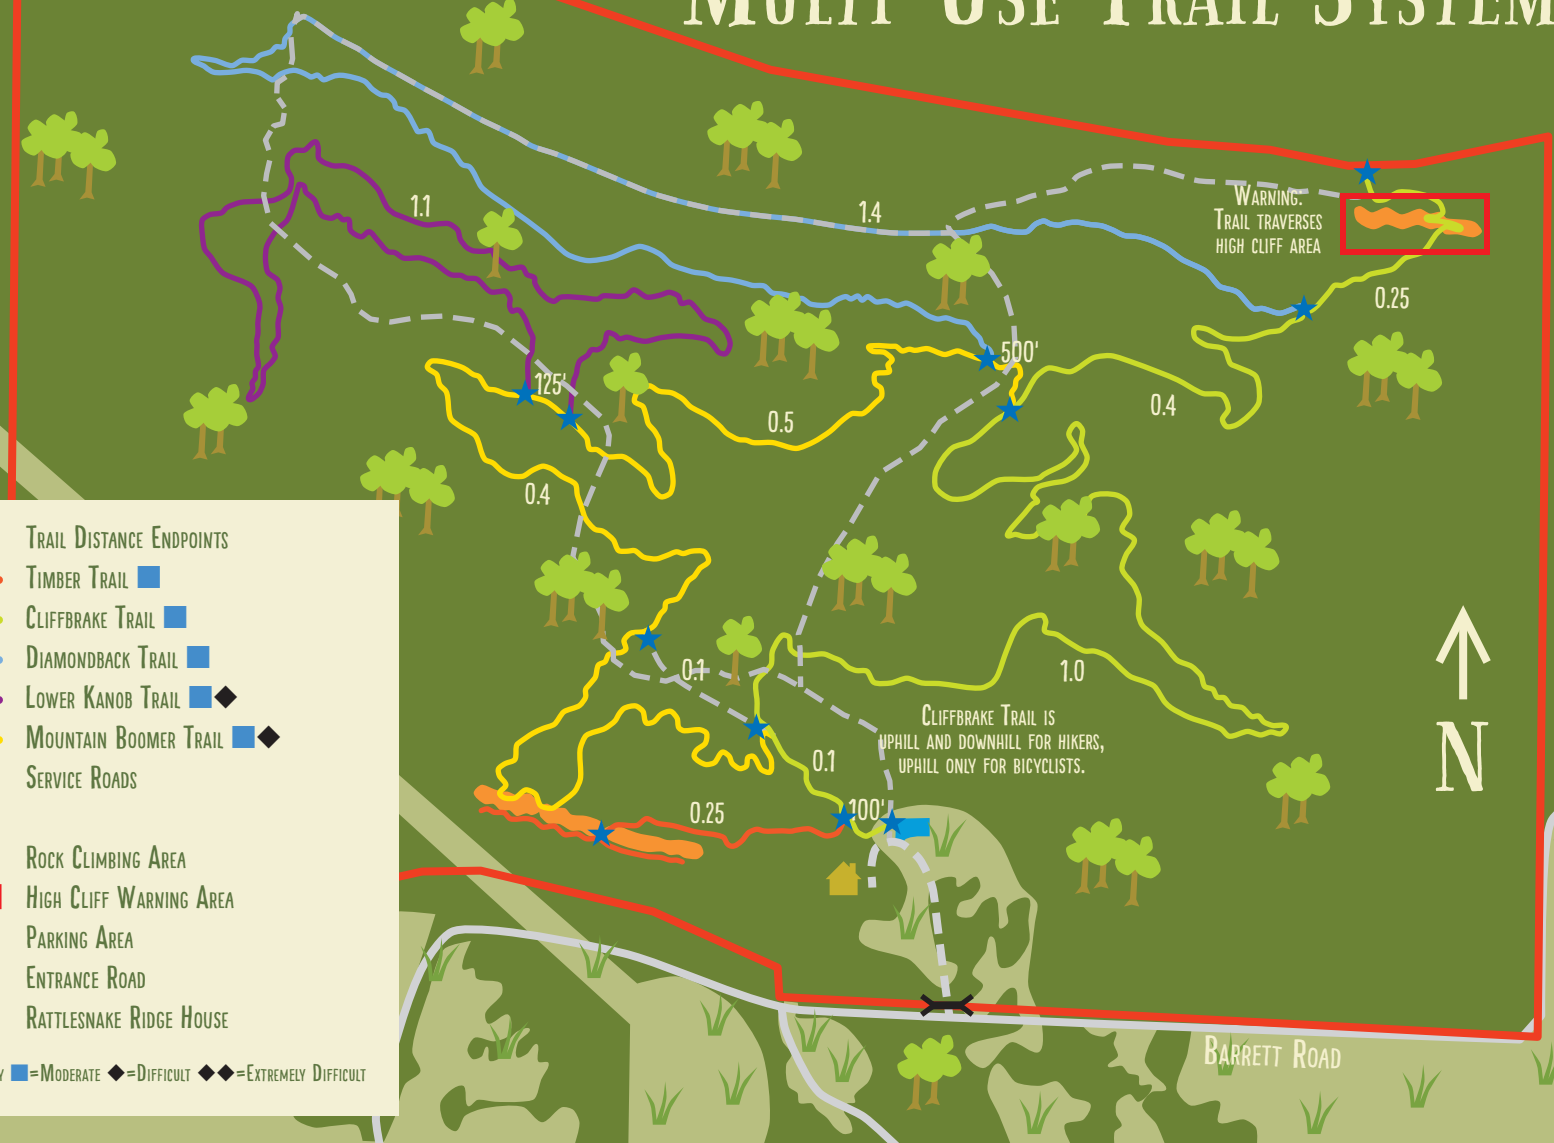 Multi Use Trail System
1.1
1.4
Warning:
Trail traverses
high cliff area
0.25
500'
125'
0.5
0.4
0.4
Trail Distance Endpoints
Timber Trail
Cliffbrake Trail
Diamondback Trail
Lower Kanob Trail
Mountain Boomer Trail
Service Roads
Rock Climbing Area
High Cliff Warning Area
Parking Area
Entrance Road
Rattlesnake Ridge House
=Moderate =Difficult =Extremely Difficult
0.1
1.0
Cliffbrake Trail is
uphill and downhill for hikers,
uphill only for bicyclists.
0.1
0.25
100'
N
Barrett Road